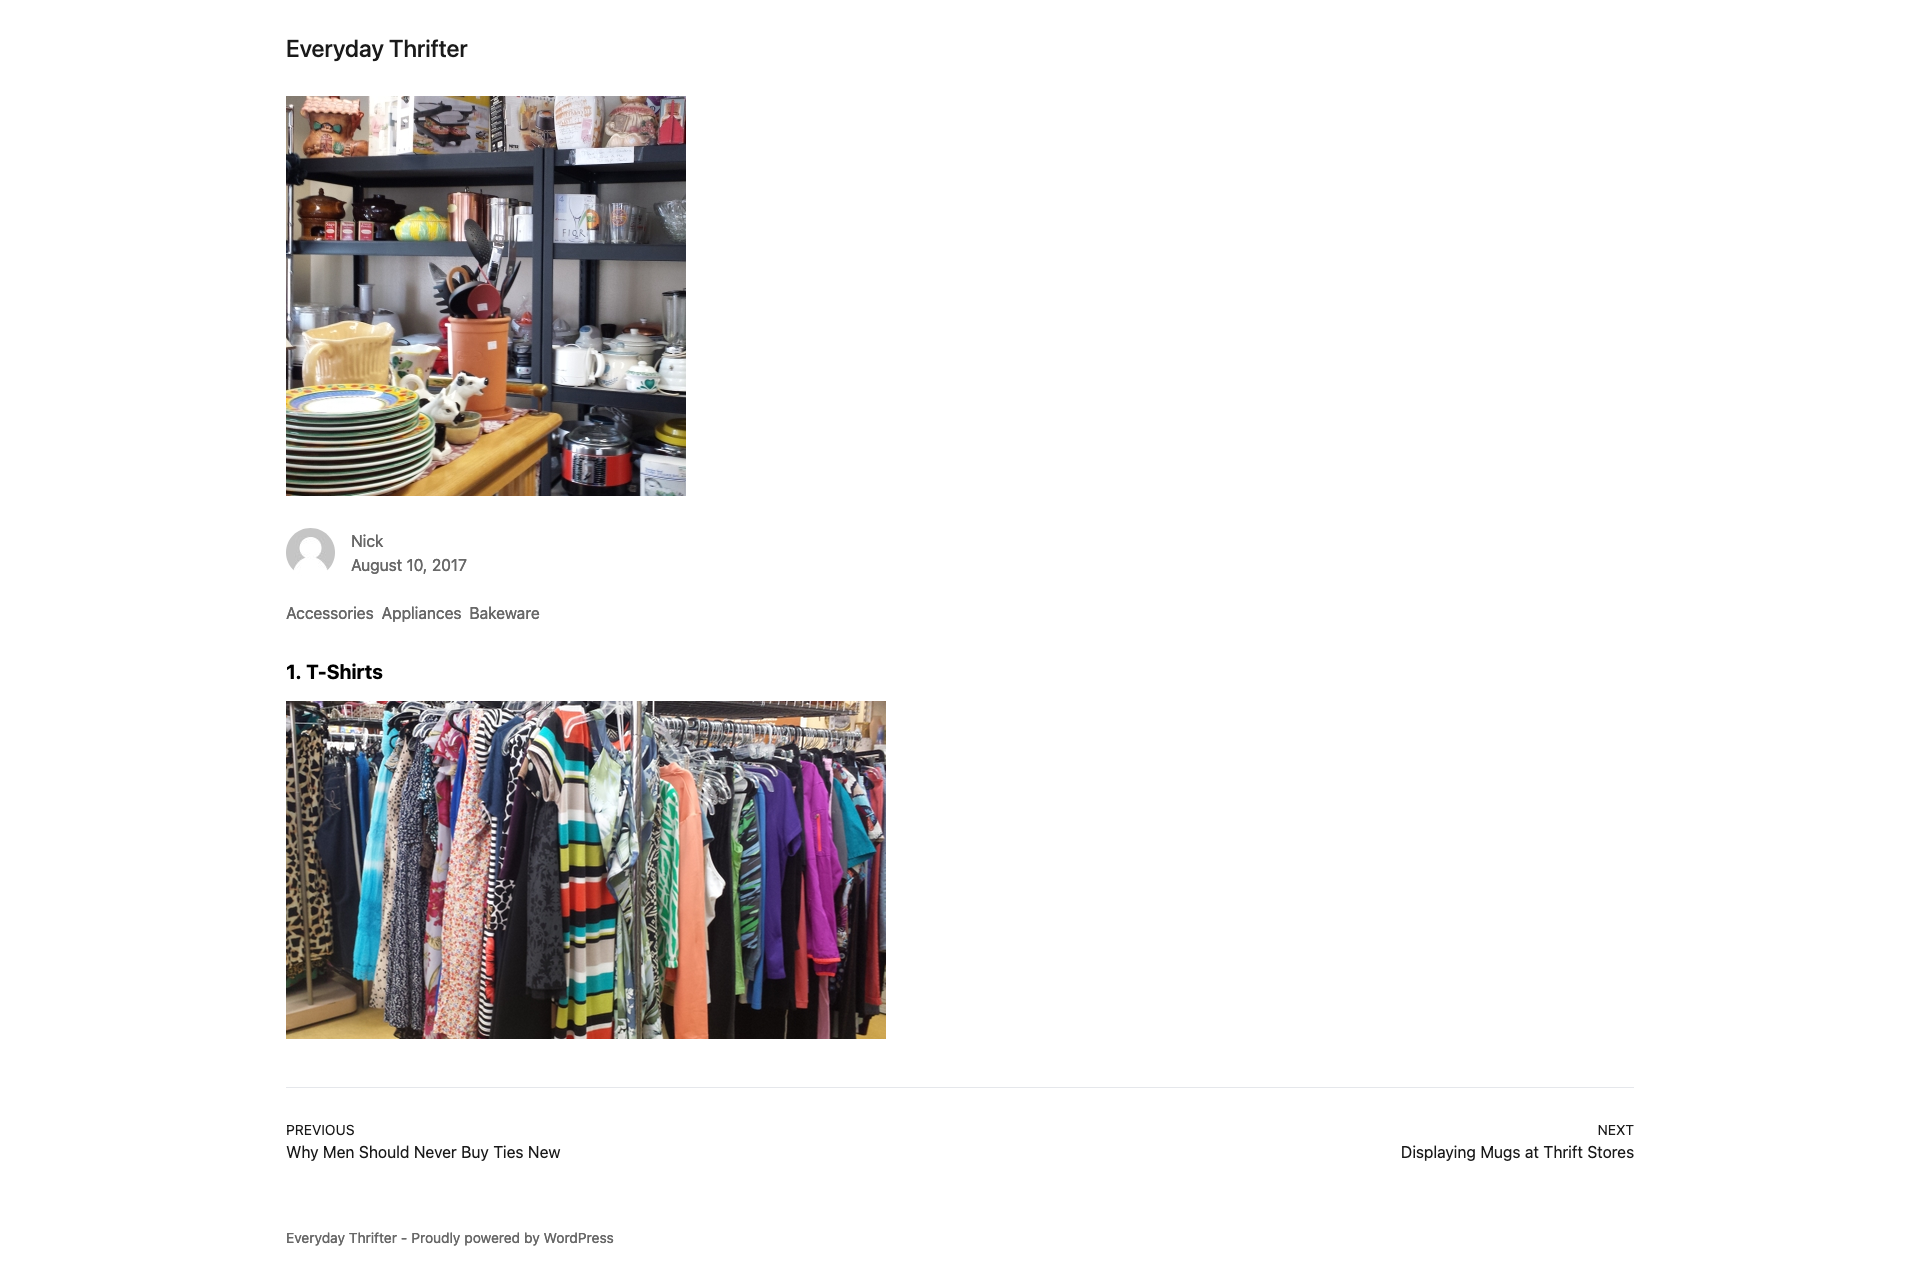 Everyday Thrifter
FIOR
Nick
August 10, 2017
Accessories Appliances Bakeware
1. T-Shirts
PREVIOUS
Why Men Should Never Buy Ties New
NEXT
Displaying Mugs at Thrift Stores
Everyday Thrifter - Proudly powered by WordPress